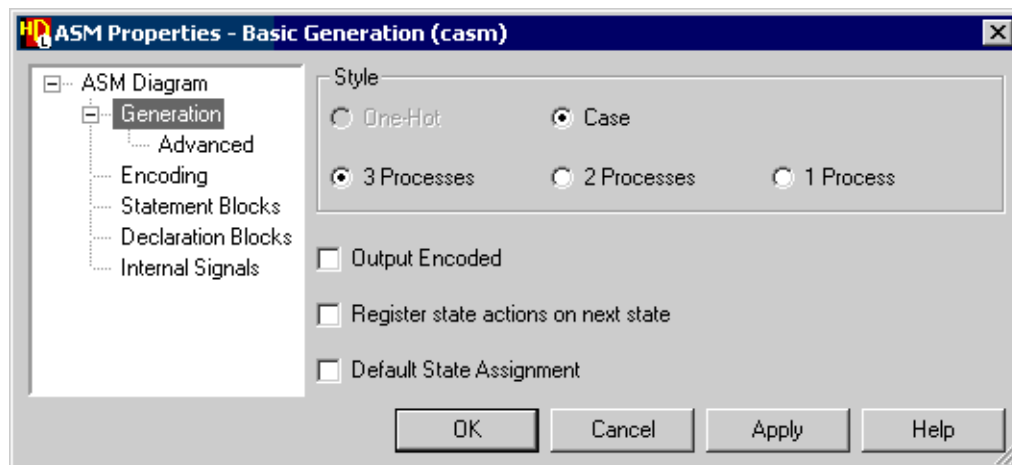 HDL ASM Properties - Basic Generation (casm)
ASM Diagram
Generation
Advanced
Encoding
Statement Blocks
Declaration Blocks
Internal Signals
Style
One-Hot Case
3 Processes 2 Processes 1 Process
Output Encoded
Register state actions on next state
Default State Assignment
OK Cancel Apply Help